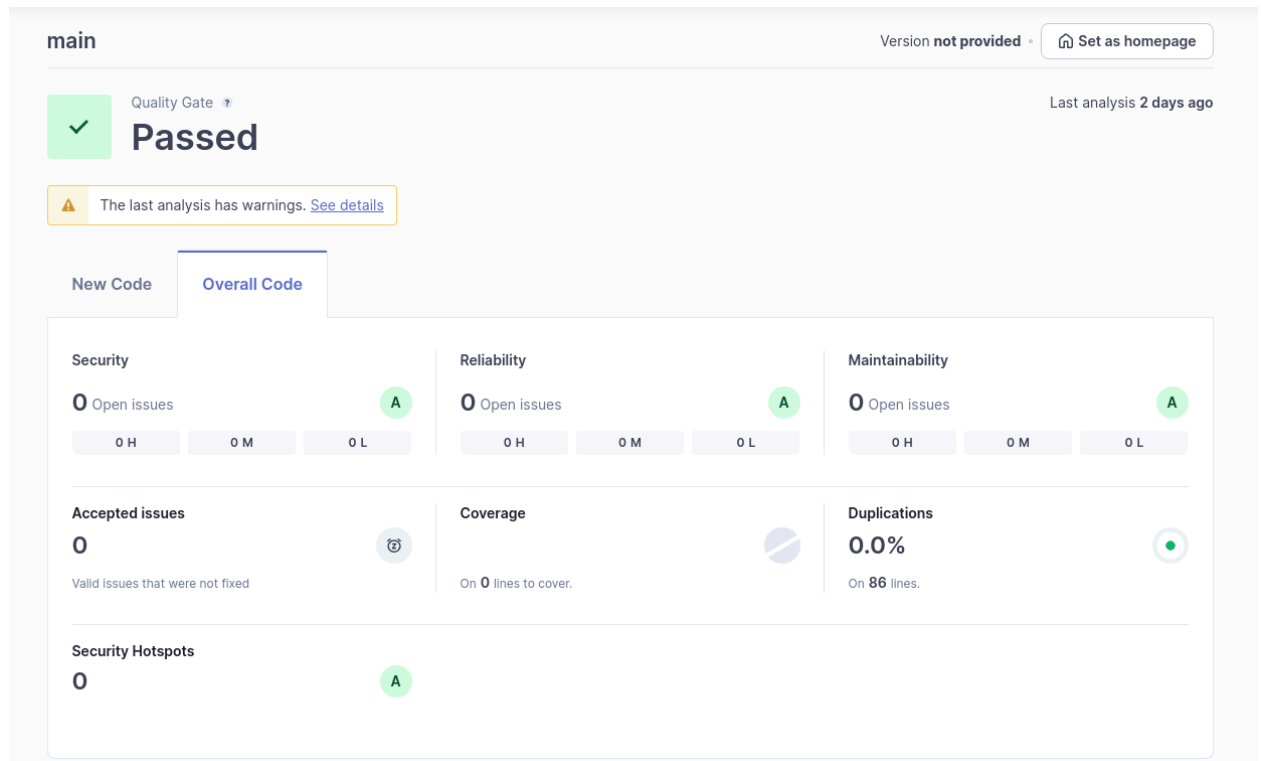 main
Version not provided • Set as homepage
Quality Gate ?
Passed
Last analysis 2 days ago
The last analysis has warnings. See details
New Code
Overall Code
Security
0 Open issues
A
0 H
0 M
0 L
Reliability
0 Open issues
A
0 H
0 M
0 L
Maintainability
0 Open issues
A
0 H
0 M
0 L
Accepted issues
0
Valid issues that were not fixed
Coverage
On 0 lines to cover.
Duplications
0.0%
On 86 lines.
Security Hotspots
0
A